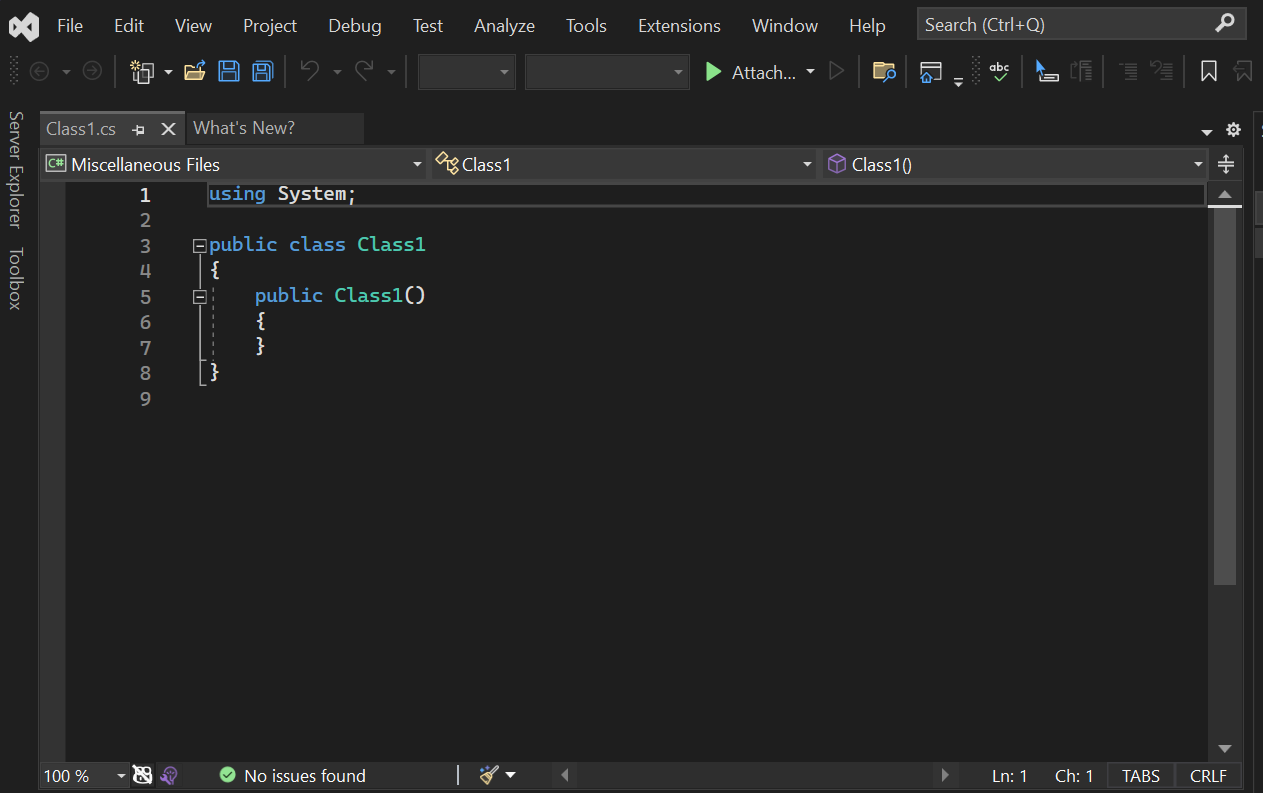 File Edit View Project Debug Test Analyze Tools Extensions Window Help Search (Ctrl+Q)
Attach... abc
Server Explorer
Toolbox
Class1.cs What's New?
C# Miscellaneous Files Class1 Class1()
1 using System;
2
3 public class Class1
4 {
5 public Class1()
6 {
7 }
8 }
9
100 % No issues found Ln: 1 Ch: 1 TABS CRLF